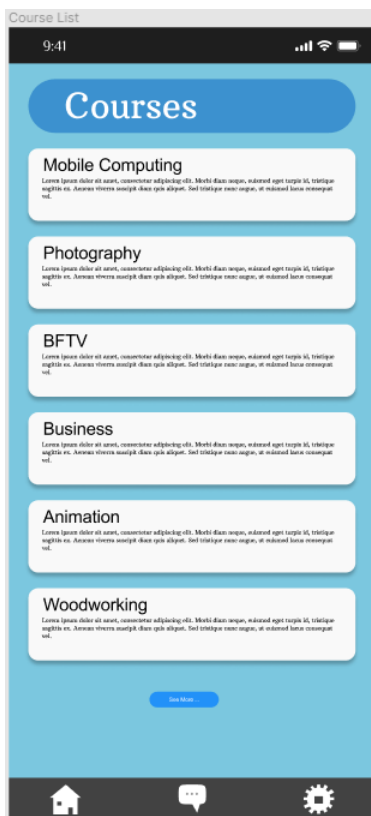 Course List
9:41
Courses
Mobile Computing
Lorem ipsum dolor sit amet, consectetur adipiscing elit. Morbi diam neque, euismod eget turpis id, tristique
sagittis ex. Aenean viverra suscipit diam quis aliquet. Sed tristique nunc augue, ut euismod lacus consequat
vel.
Photography
Lorem ipsum dolor sit amet, consectetur adipiscing elit. Morbi diam neque, euismod eget turpis id, tristique
sagittis ex. Aenean viverra suscipit diam quis aliquet. Sed tristique nunc augue, ut euismod lacus consequat
vel.
BFTV
Lorem ipsum dolor sit amet, consectetur adipiscing elit. Morbi diam neque, euismod eget turpis id, tristique
sagittis ex. Aenean viverra suscipit diam quis aliquet. Sed tristique nunc augue, ut euismod lacus consequat
vel.
Business
Lorem ipsum dolor sit amet, consectetur adipiscing elit. Morbi diam neque, euismod eget turpis id, tristique
sagittis ex. Aenean viverra suscipit diam quis aliquet. Sed tristique nunc augue, ut euismod lacus consequat
vel.
Animation
Lorem ipsum dolor sit amet, consectetur adipiscing elit. Morbi diam neque, euismod eget turpis id, tristique
sagittis ex. Aenean viverra suscipit diam quis aliquet. Sed tristique nunc augue, ut euismod lacus consequat
vel.
Woodworking
Lorem ipsum dolor sit amet, consectetur adipiscing elit. Morbi diam neque, euismod eget turpis id, tristique
sagittis ex. Aenean viverra suscipit diam quis aliquet. Sed tristique nunc augue, ut euismod lacus consequat
vel.
See More ...